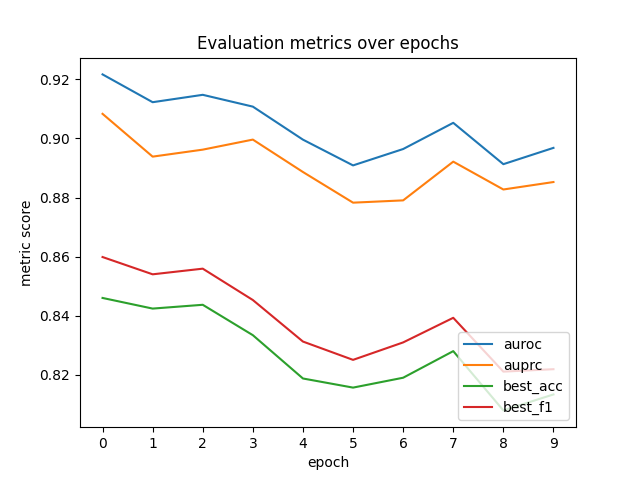 Evaluation metrics over epochs
0.92
0.90
0.88
0.86
0.84
0.82
metric score
auroc
auprc
best_acc
best_f1
0 1 2 3 4 5 6 7 8 9
epoch